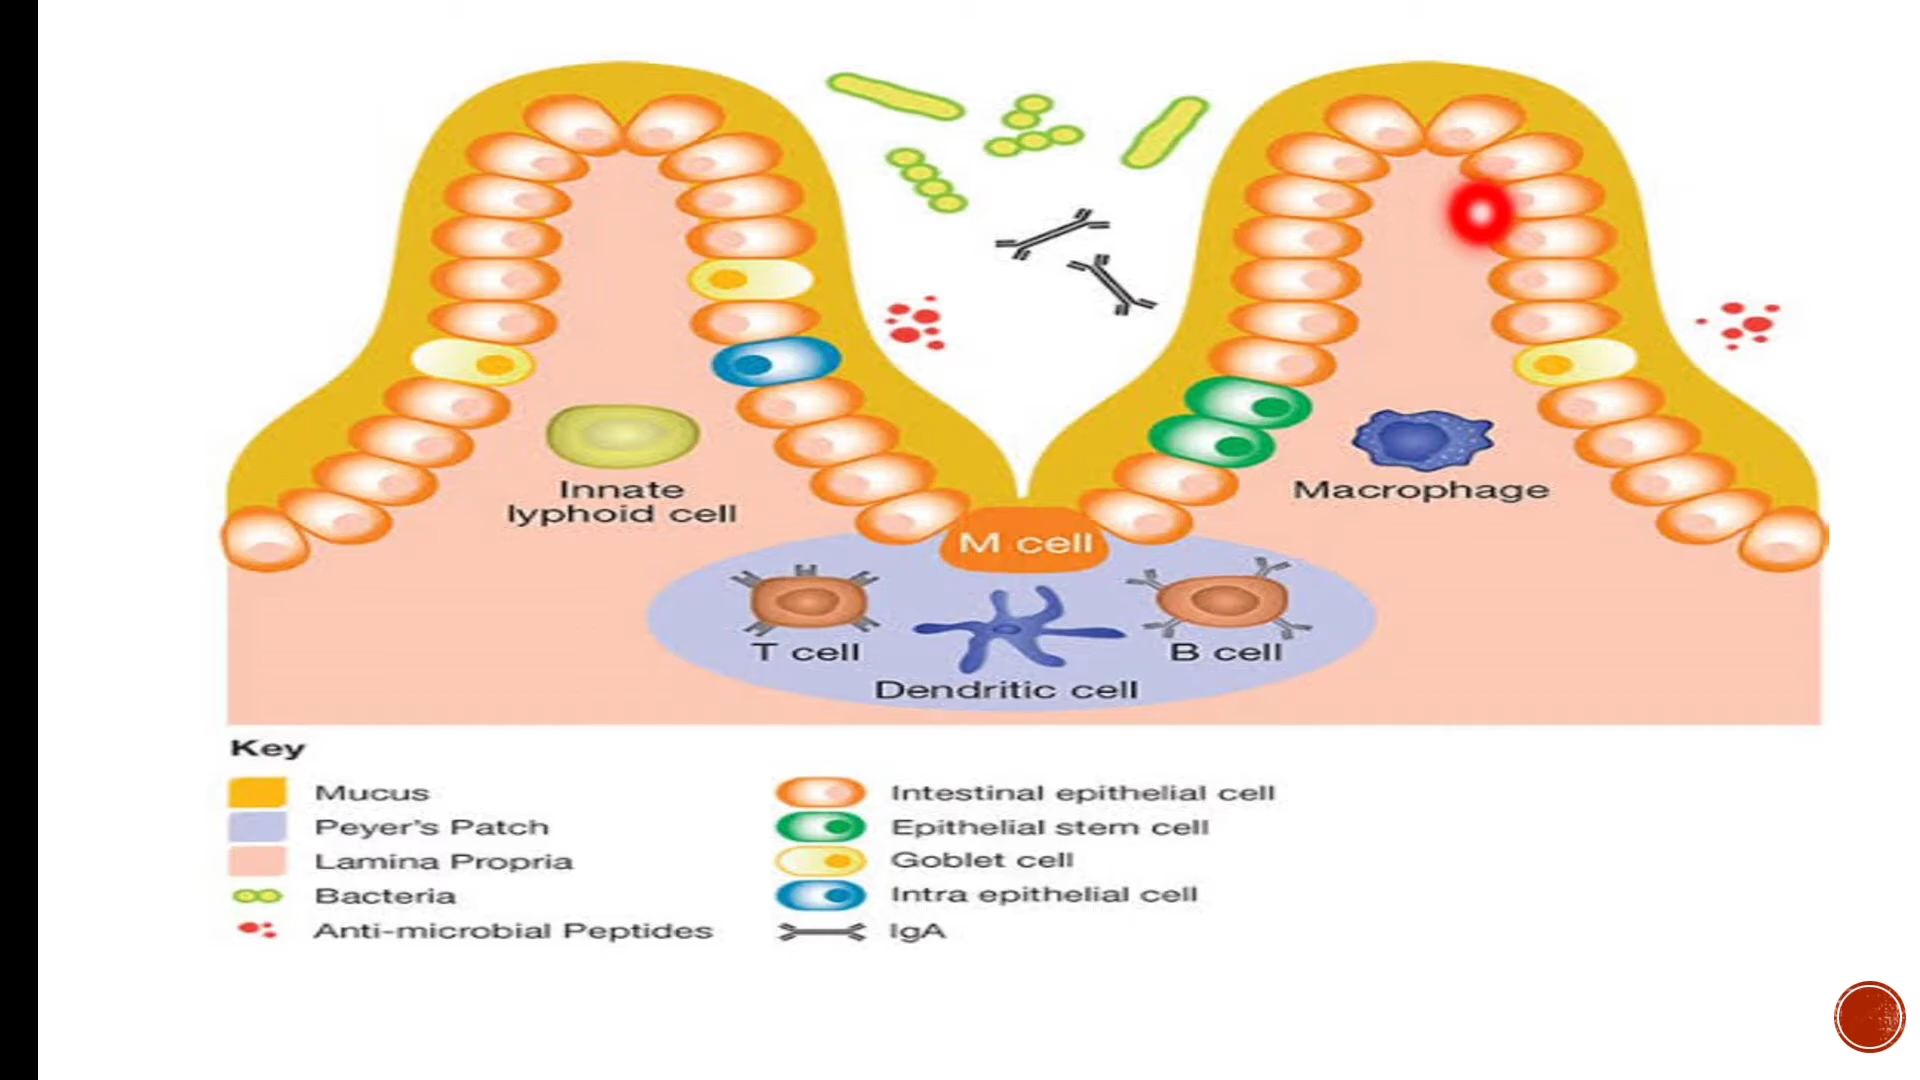 Innate
lyphoid cell
Macrophage
M cell
T cell
B cell
Dendritic cell
Key
Mucus
Peyer's Patch
Lamina Propria
Bacteria
Anti-microbial Peptides
Intestinal epithelial cell
Epithelial stem cell
Goblet cell
Intra epithelial cell
IgA